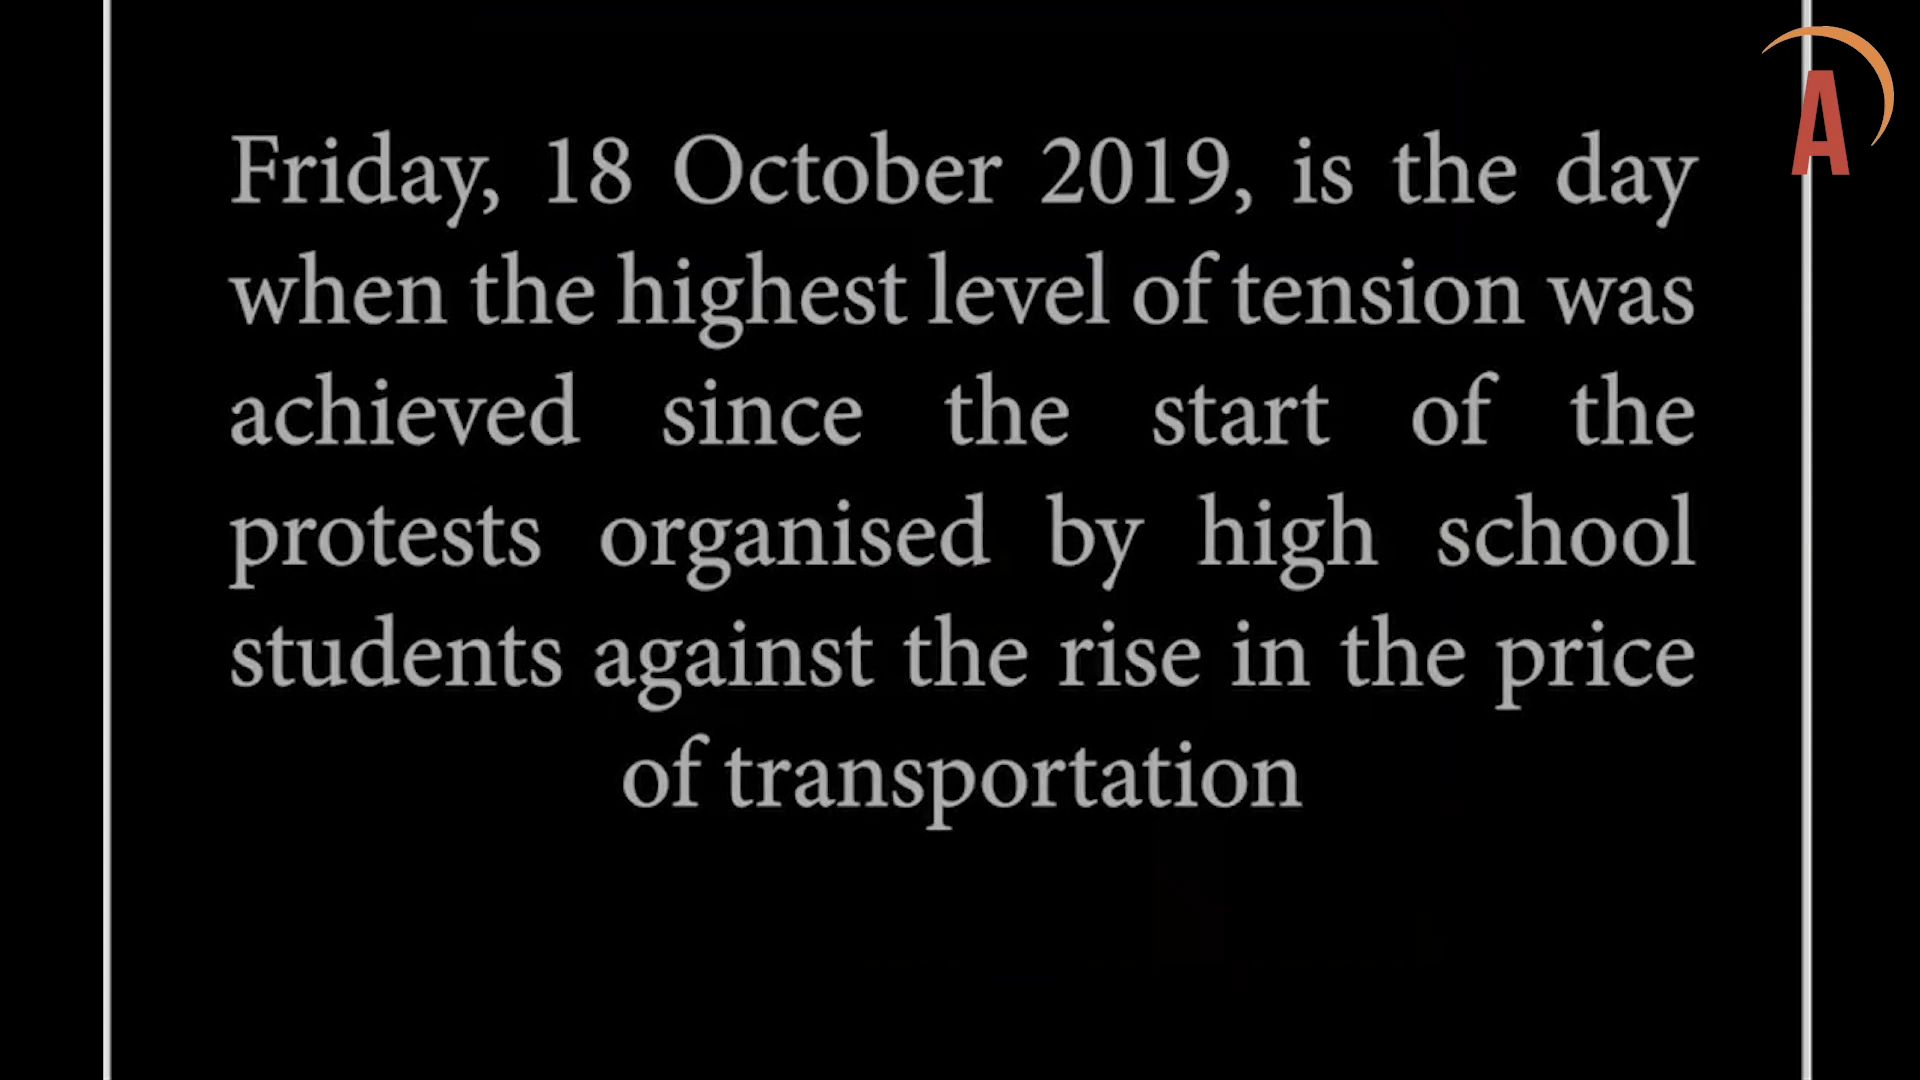 Friday, 18 October 2019, is the day
when the highest level of tension was
achieved since the start of the
protests organised by high school
students against the rise in the price
of transportation
A